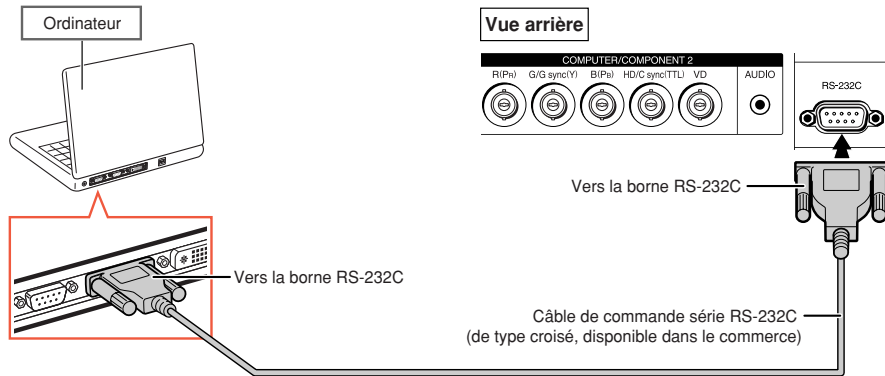 Ordinateur
Vue arrière
COMPUTER/COMPONENT 2
R(PR) G/G sync(Y) B(PB) HD/C sync(TTL) VD
AUDIO
RS-232C
Vers la borne RS-232C
Vers la borne RS-232C
Câble de commande série RS-232C
(de type croisé, disponible dans le commerce)